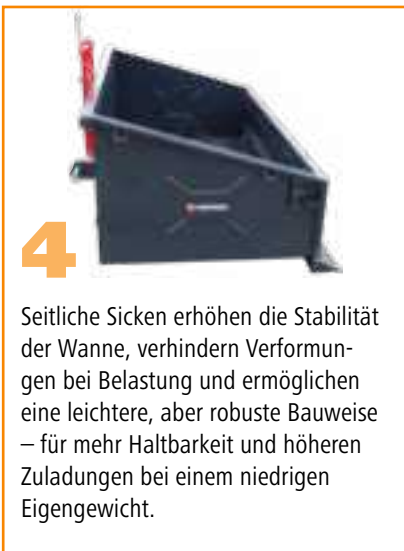 4
Seitliche Sicken erhöhen die Stabilität
der Wanne, verhindern Verformun-
gen bei Belastung und ermöglichen
eine leichtere, aber robuste Bauweise
– für mehr Haltbarkeit und höheren
Zuladungen bei einem niedrigen
Eigengewicht.